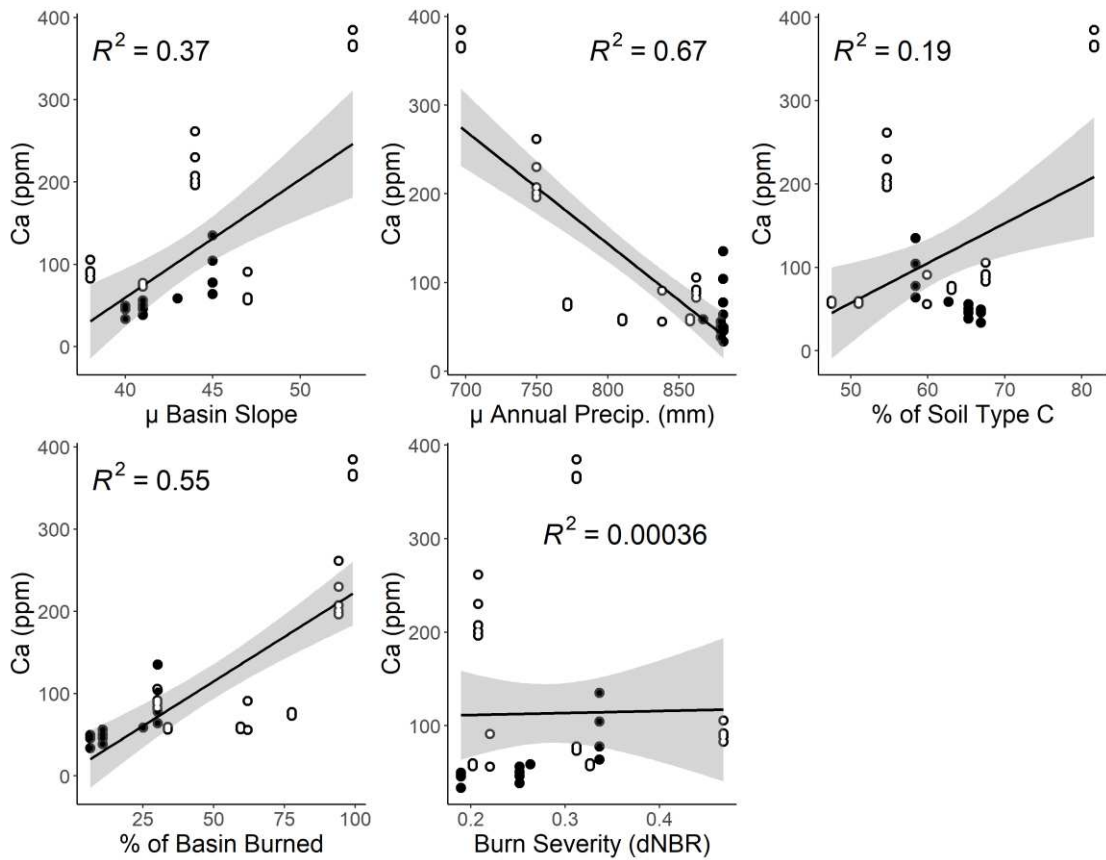 400
300
200
100
0
Ca (ppm)
R² = 0.37
40 45 50
μ Basin Slope
400
300
200
100
0
Ca (ppm)
R² = 0.67
700 750 800 850
μ Annual Precip. (mm)
400
300
200
100
0
Ca (ppm)
R² = 0.19
50 60 70 80
% of Soil Type C
400
300
200
100
0
Ca (ppm)
R² = 0.55
25 50 75 100
% of Basin Burned
400
300
200
100
Ca (ppm)
R² = 0.00036
0.2 0.3 0.4
Burn Severity (dNBR)